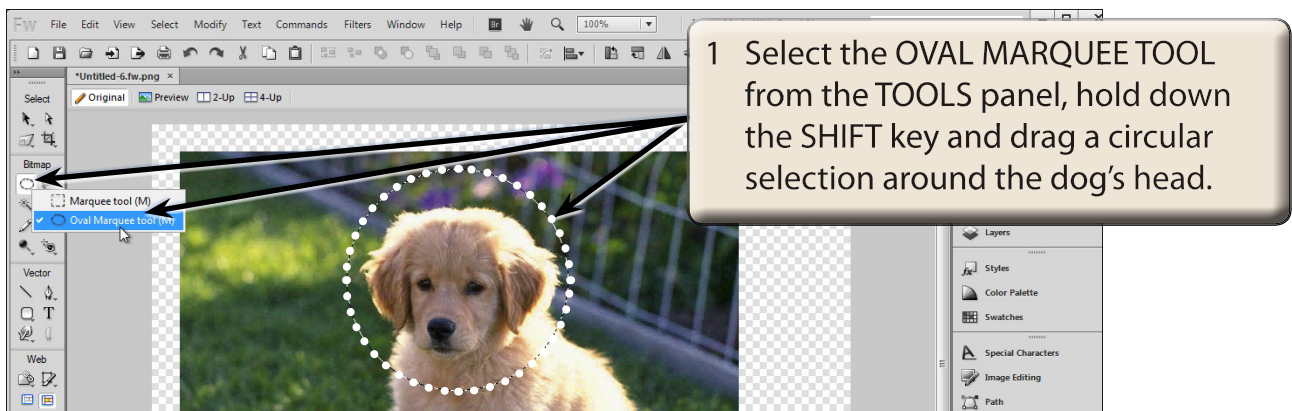 Fw File Edit View Select Modify Text Commands Filters Window Help Br 100%
*Untitled-6.fw.png ×
Select
Original Preview 2-Up 4-Up
Bitmap
Marquee tool (M)
Oval Marquee tool (M)
Vector
T
Web
1 Select the OVAL MARQUEE TOOL
from the TOOLS panel, hold down
the SHIFT key and drag a circular
selection around the dog's head.
Layers
Styles
Color Palette
Swatches
Special Characters
Image Editing
Path